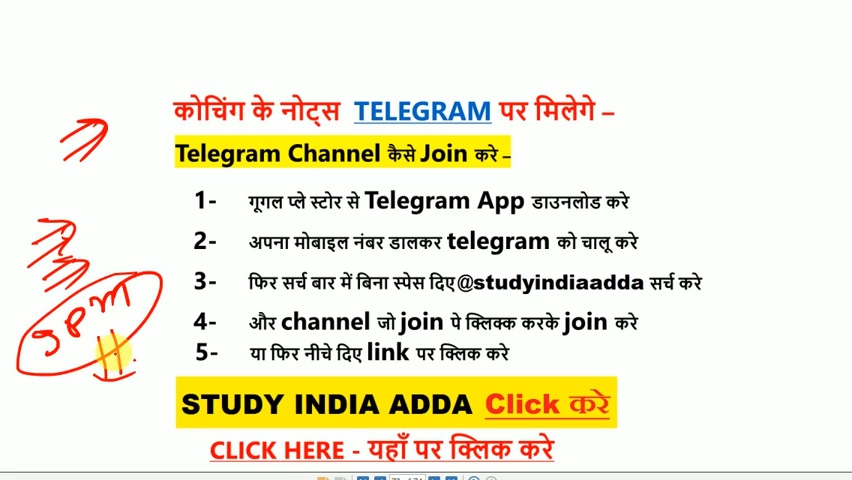 कोचिंग के नोट्स TELEGRAM पर मिलेगे –
Telegram Channel कैसे Join करे –
1- गूगल प्ले स्टोर से Telegram App डाउनलोड करे
2- अपना मोबाइल नंबर डालकर telegram को चालू करे
3- फिर सर्च बार में बिना स्पेस दिए@studyindiaadda सर्च करे
4- और channel जो join पे क्लिक्क करके join करे
5- या फिर नीचे दिए link पर क्लिक करे
STUDY INDIA ADDA Click करे
CLICK HERE - यहाँ पर क्लिक करे